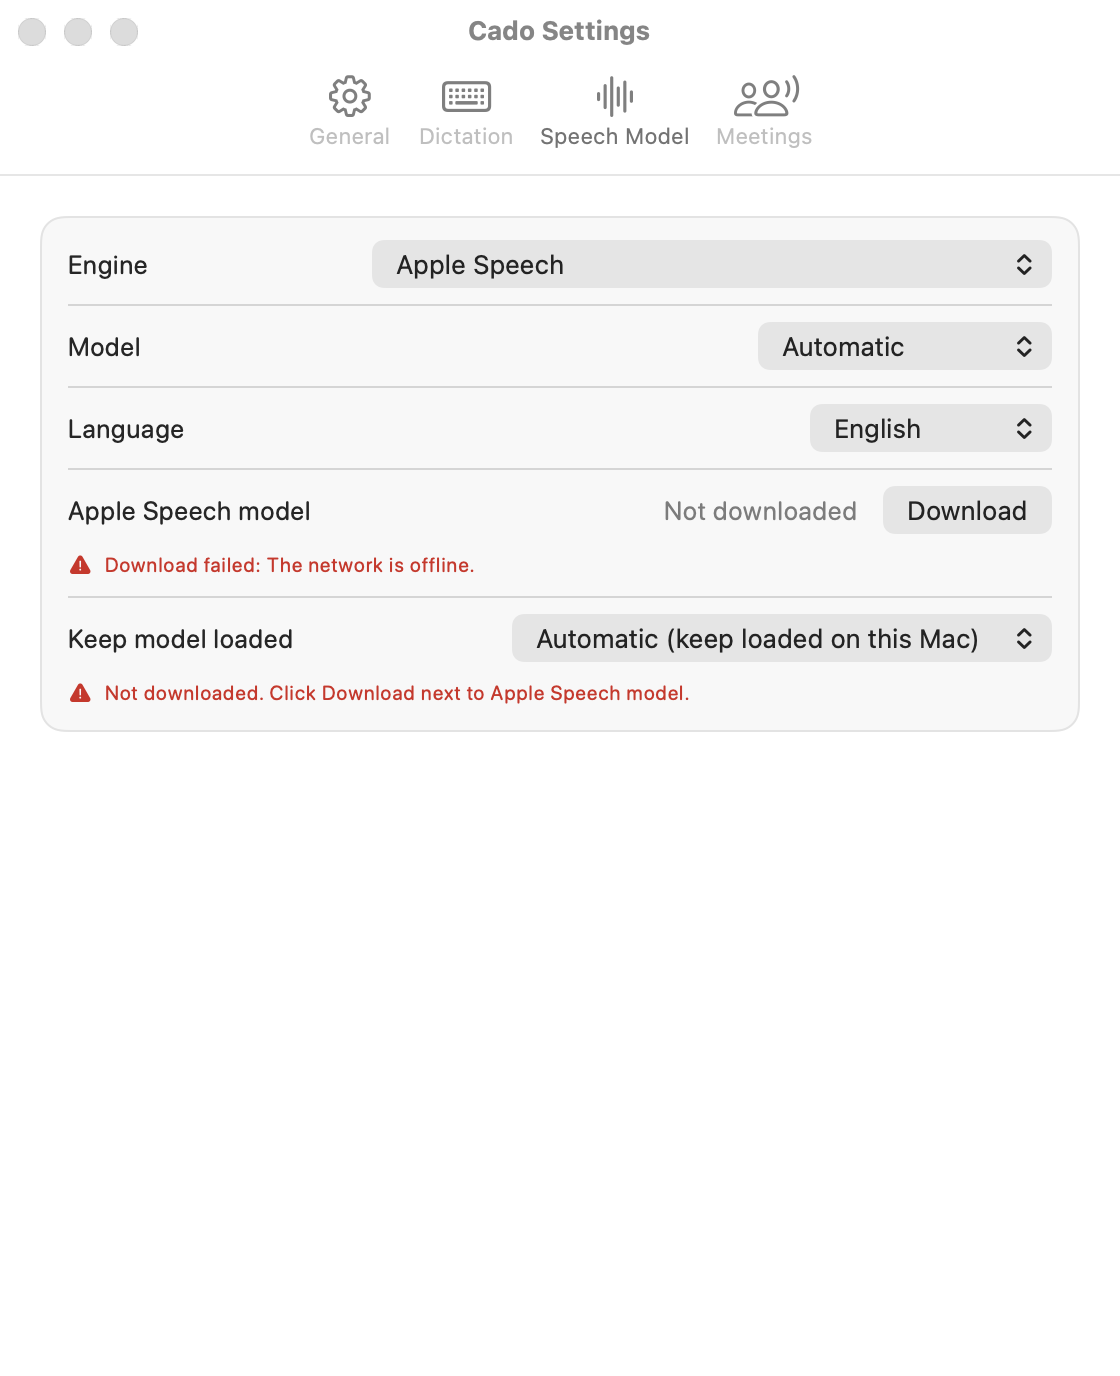 Cado Settings
General Dictation Speech Model Meetings
Engine Apple Speech
Model Automatic
Language English
Apple Speech model Not downloaded Download
Download failed: The network is offline.
Keep model loaded Automatic (keep loaded on this Mac)
Not downloaded. Click Download next to Apple Speech model.